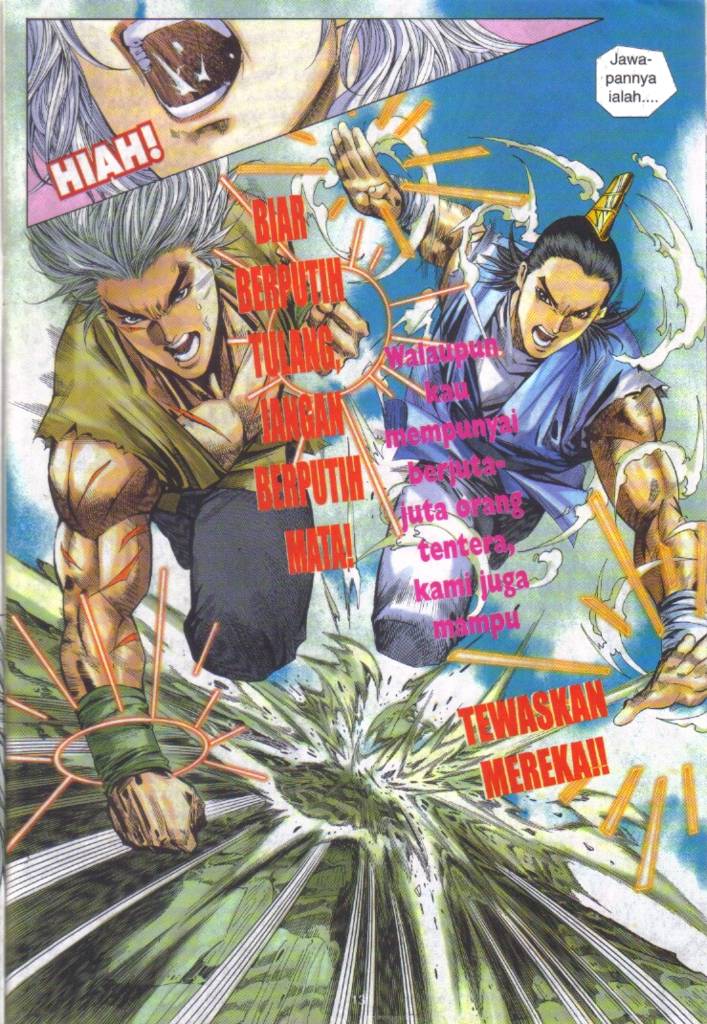 Jawa-
pannya
ialah....
HIAH!
BIAR
BERPUTIH
TULANG,
JANGAN
BERPUTIH
MATA!
Walaupun
kau
mempunyai
berjuta-
juta orang
tentera,
kami juga
mampu
TEWASKAN
MEREKA!!
13